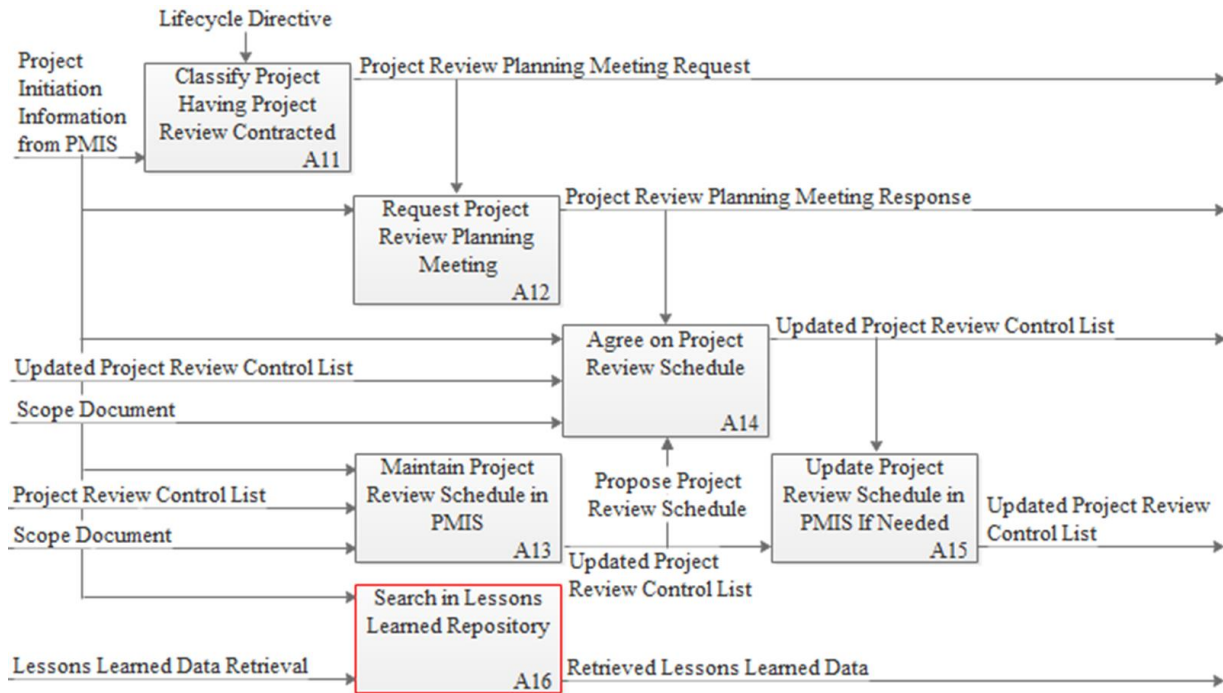 Lifecycle Directive
Project
Initiation
Information
from PMIS
Classify Project
Having Project
Review Contracted
A11
Project Review Planning Meeting Request
Request Project
Review Planning
Meeting
A12
Project Review Planning Meeting Response
Agree on Project
Review Schedule
A14
Updated Project Review Control List
Updated Project Review Control List
Scope Document
Maintain Project
Review Schedule in
PMIS
A13
Project Review Control List
Scope Document
Propose Project
Review Schedule
Updated Project
Review Control List
Update Project
Review Schedule in
PMIS If Needed
A15
Updated Project Review
Control List
Search in Lessons
Learned Repository
A16
Lessons Learned Data Retrieval
Retrieved Lessons Learned Data